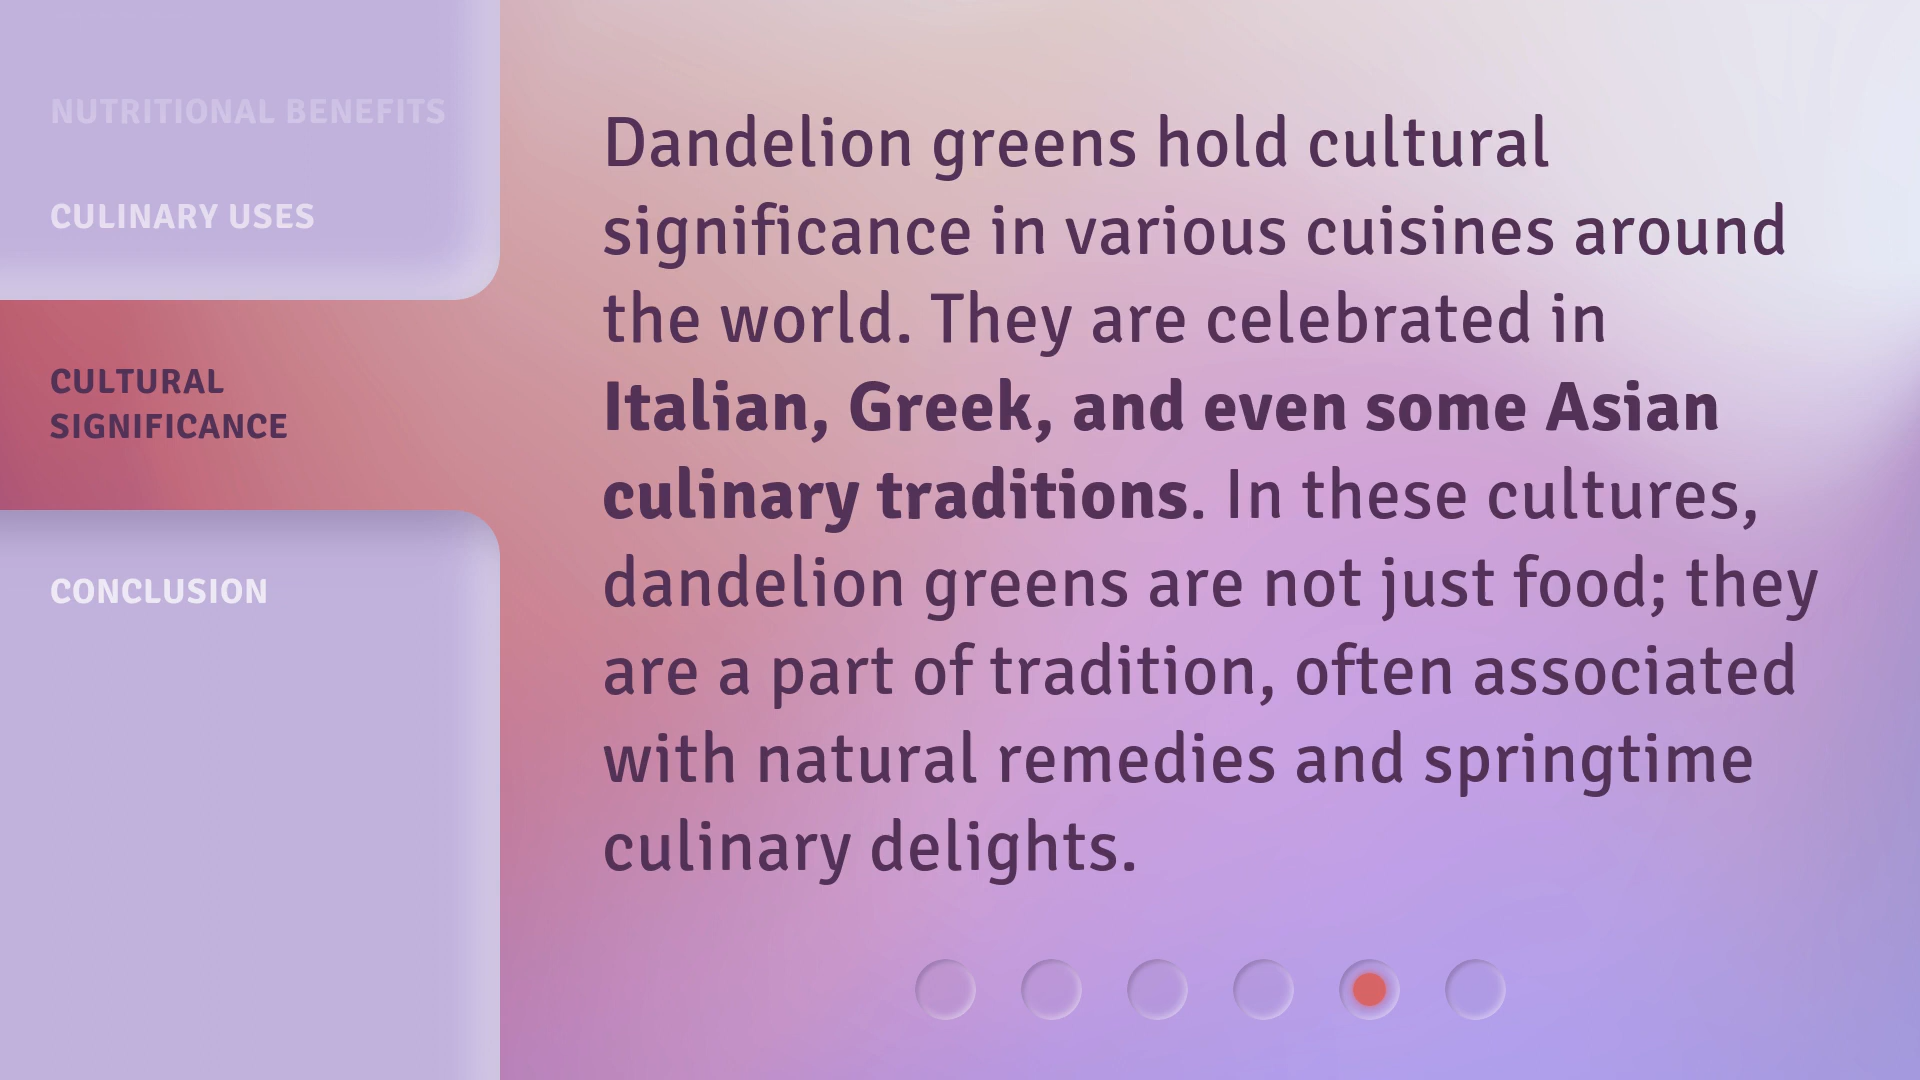 NUTRITIONAL BENEFITS
CULINARY USES
CULTURAL
SIGNIFICANCE
CONCLUSION
Dandelion greens hold cultural
significance in various cuisines around
the world. They are celebrated in
Italian, Greek, and even some Asian
culinary traditions. In these cultures,
dandelion greens are not just food; they
are a part of tradition, often associated
with natural remedies and springtime
culinary delights.